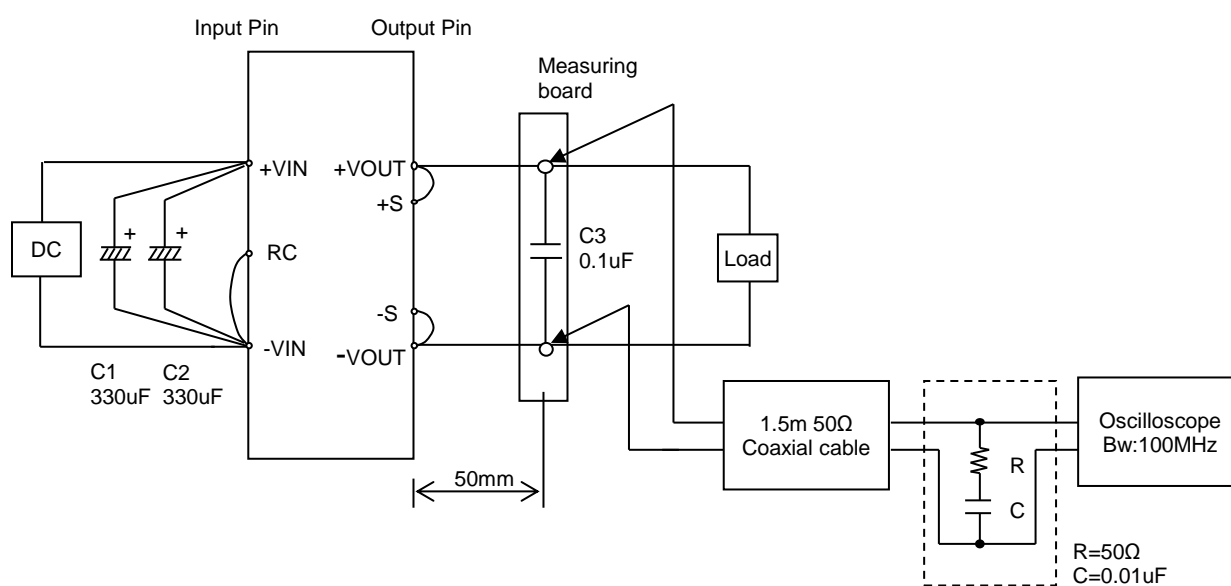 Input Pin
Output Pin
Measuring
board
+VIN
+VOUT
+S
DC
+
+
RC
C3
0.1uF
Load
-S
-VIN
-VOUT
C1
330uF
C2
330uF
50mm
1.5m 50Ω
Coaxial cable
R
C
Oscilloscope
Bw:100MHz
R=50Ω
C=0.01uF